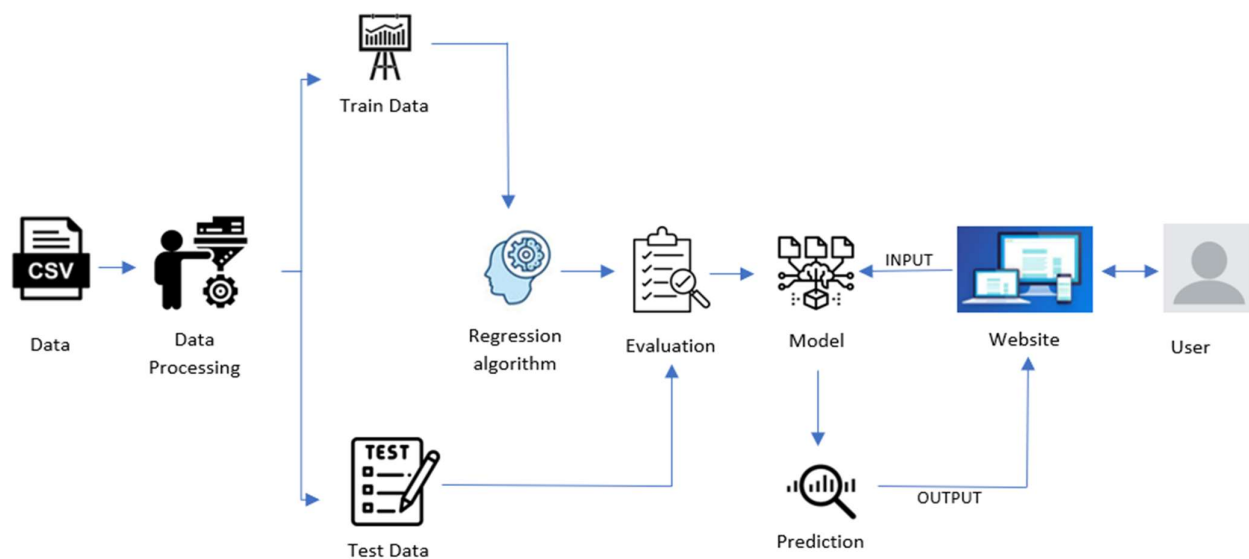 Train Data
CSV
Data
Data
Processing
Regression
algorithm
Evaluation
Model
INPUT
Website
User
TEST
Test Data
Prediction
OUTPUT